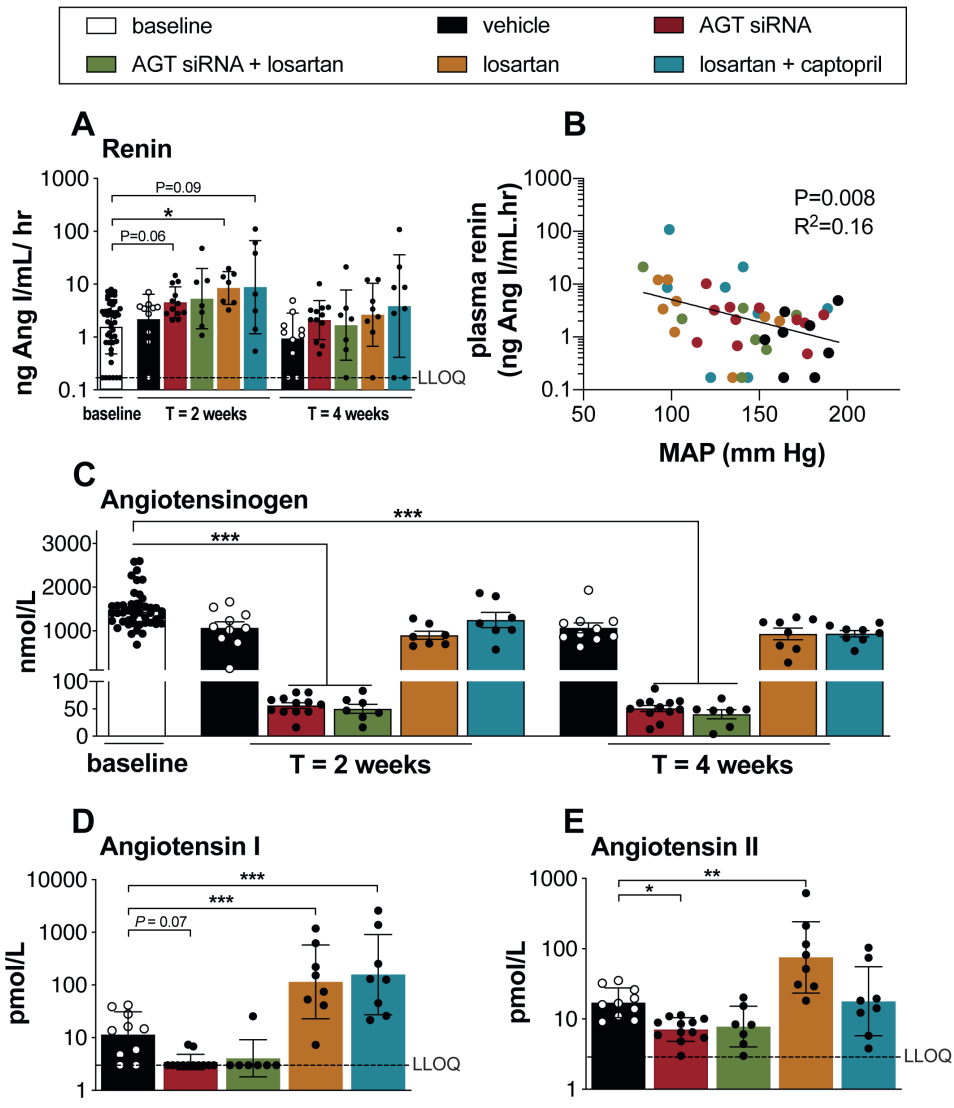 baseline vehicle AGT siRNA
AGT siRNA + losartan losartan losartan + captopril
A
Renin
ng Ang I/mL/ hr
1000
100
10
1
0.1
P=0.09
*
P=0.06
LLOQ
baseline T = 2 weeks T = 4 weeks
B
plasma renin
(ng Ang I/mL.hr)
1000
100
10
1
0.1
P=0.008
R²=0.16
50 100 150 200
MAP (mm Hg)
C
Angiotensinogen
nmol/L
3000
2000
1000
100
50
0
***
***
baseline T = 2 weeks T = 4 weeks
D
Angiotensin I
pmol/L
10000
1000
100
10
1
***
***
P = 0.07
LLOQ
E
Angiotensin II
pmol/L
1000
100
10
1
**
*
LLOQ